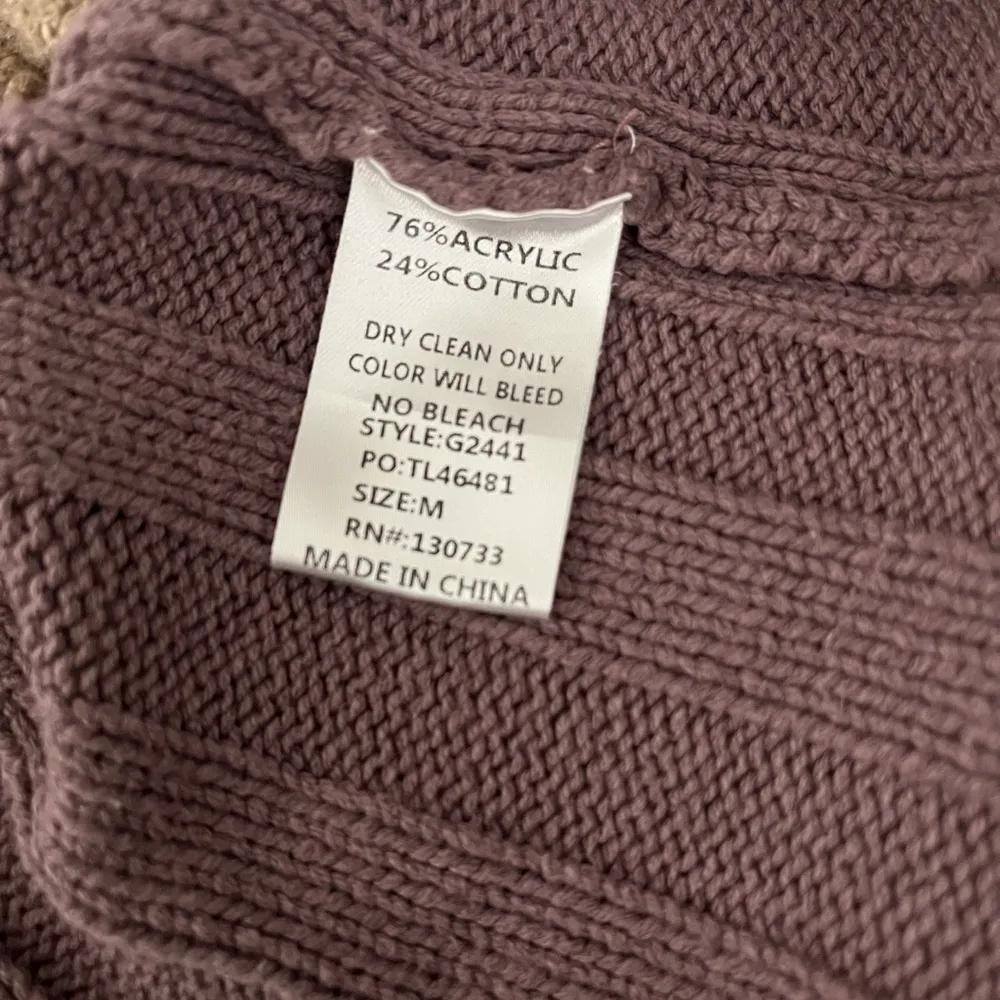 76%ACRYLIC
24%COTTON
DRY CLEAN ONLY
COLOR WILL BLEED
NO BLEACH
STYLE:G2441
PO:TL46481
SIZE:M
RN#:130733
MADE IN CHINA